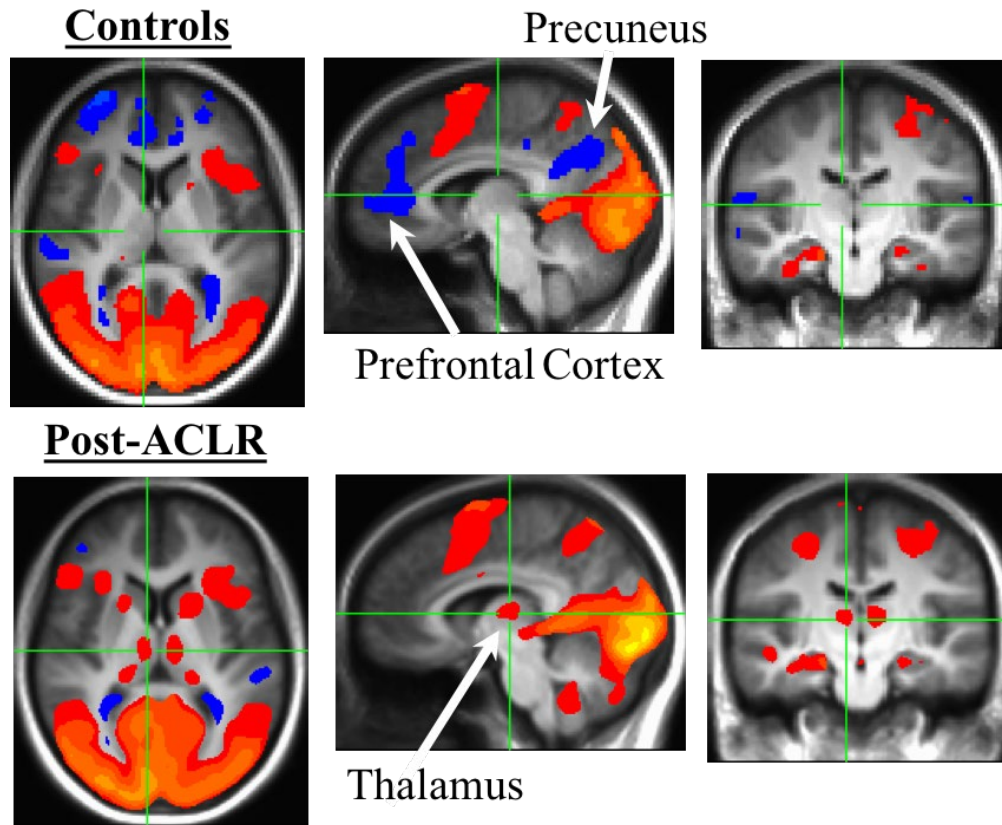 Controls
Precuneus
Prefrontal Cortex
Post-ACLR
Thalamus